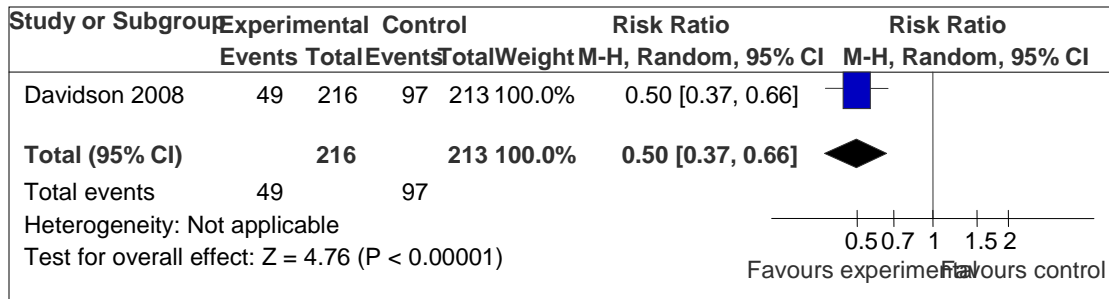 Study or Subgroup Experimental Control Risk Ratio Risk Ratio
Events Total Events Total Weight M-H, Random, 95% CI M-H, Random, 95% CI
Davidson 2008 49 216 97 213 100.0% 0.50 [0.37, 0.66]
Total (95% CI) 216 213 100.0% 0.50 [0.37, 0.66]
Total events 49 97
Heterogeneity: Not applicable
Test for overall effect: Z = 4.76 (P < 0.00001)
0.5 0.7 1 1.5 2
Favours experimental Favours control